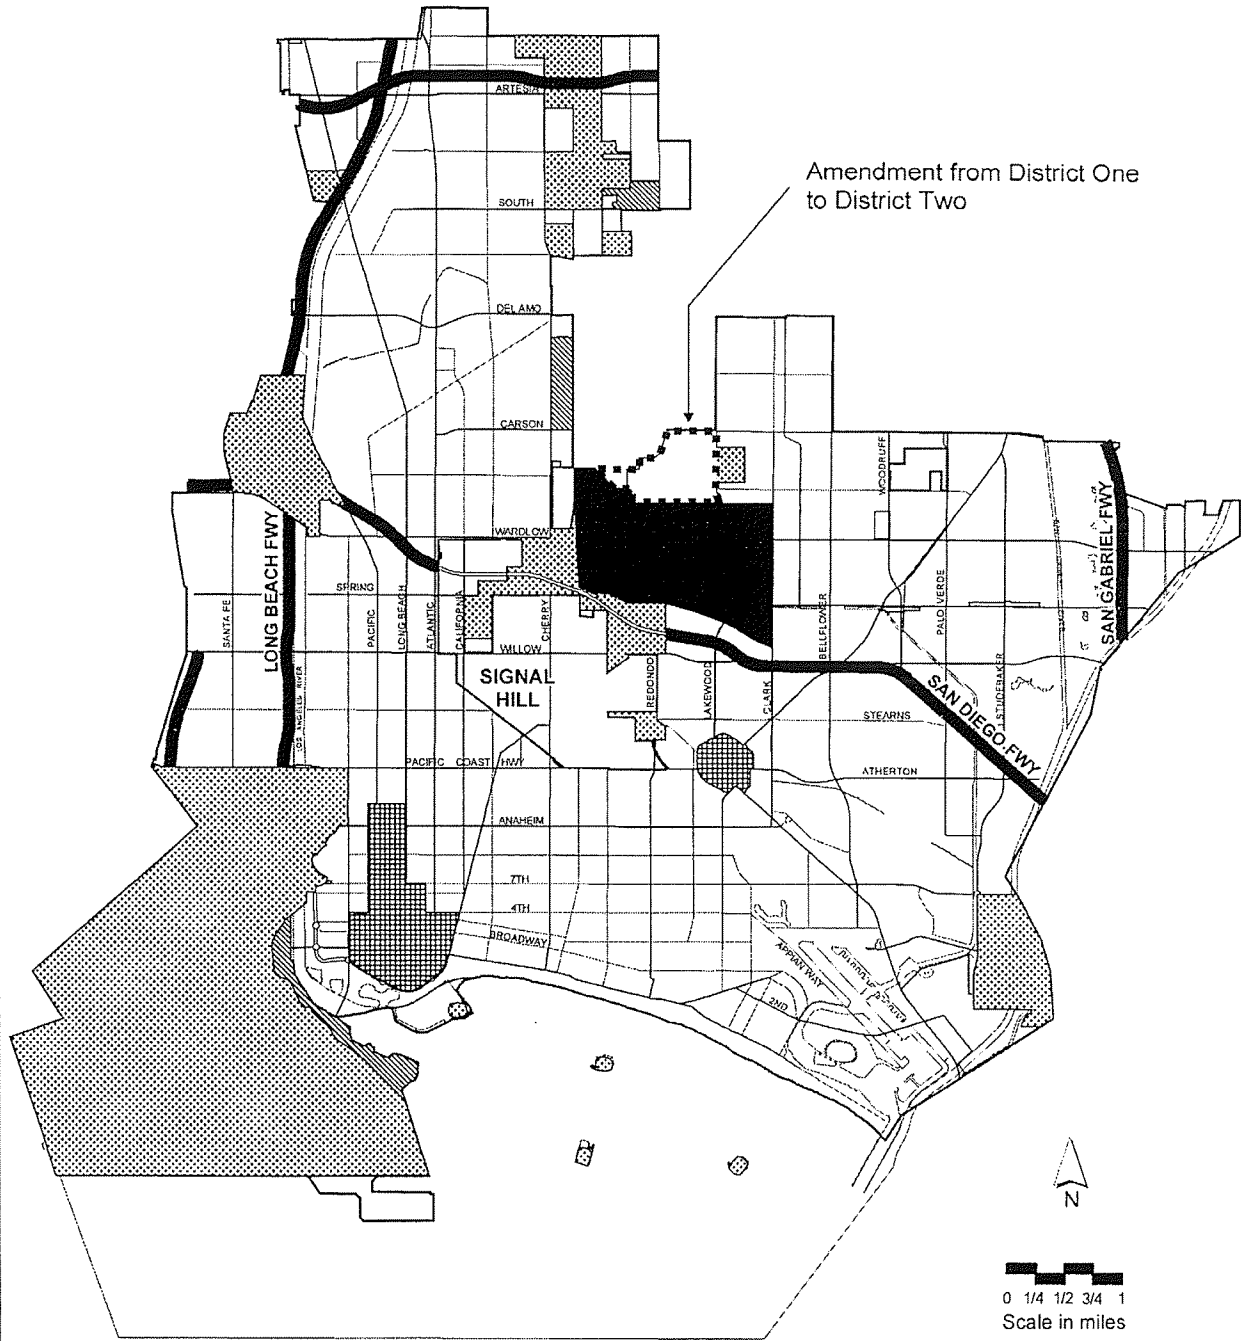 ARTESIA
Amendment from District One
to District Two
SOUTH
DEL AMO
CARSON
WOODRUFF
WARDLOW
LONG BEACH FWY
SAN GABRIEL FWY
SPRING
SANTA FE
PACIFIC
LONG BEACH
ATLANTIC
CALIFORNIA
CHERRY
BELLFLOWER
PALO VERDE
WILLOW
SIGNAL
HILL
REDONDO
LAKEWOOD
CLARK
STUDEBAKER
SAN DIEGO FWY
LOS ANGELES RIVER
STEARNS
PACIFIC COAST HWY
ATHERTON
ANAHEIM
7TH
4TH
BROADWAY
APPIAN WAY
2ND
N
0 1/4 1/2 3/4 1
Scale in miles